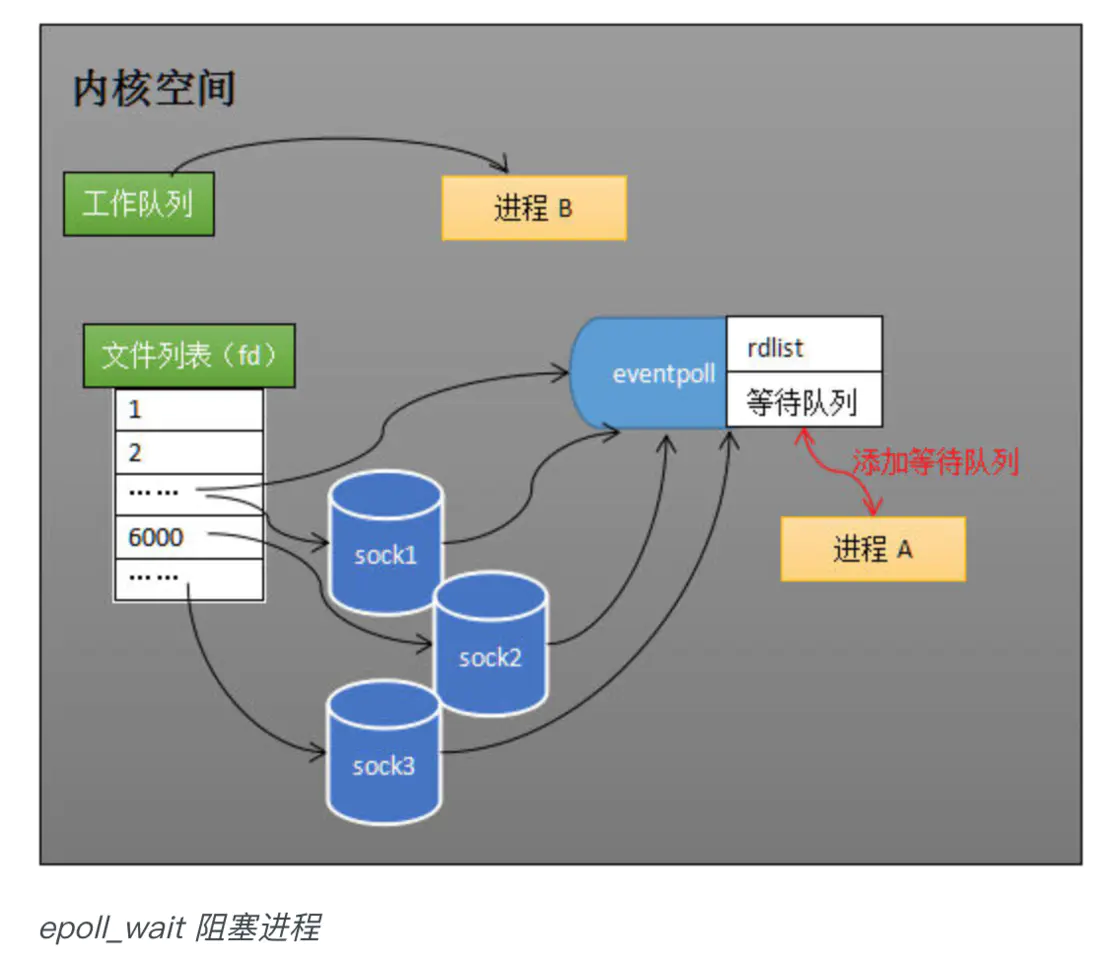 内核空间
工作队列
进程 B
文件列表（fd）
1
2
……
6000
……
eventpoll
rdlist
等待队列
添加等待队列
进程 A
sock1
sock2
sock3
epoll_wait 阻塞进程